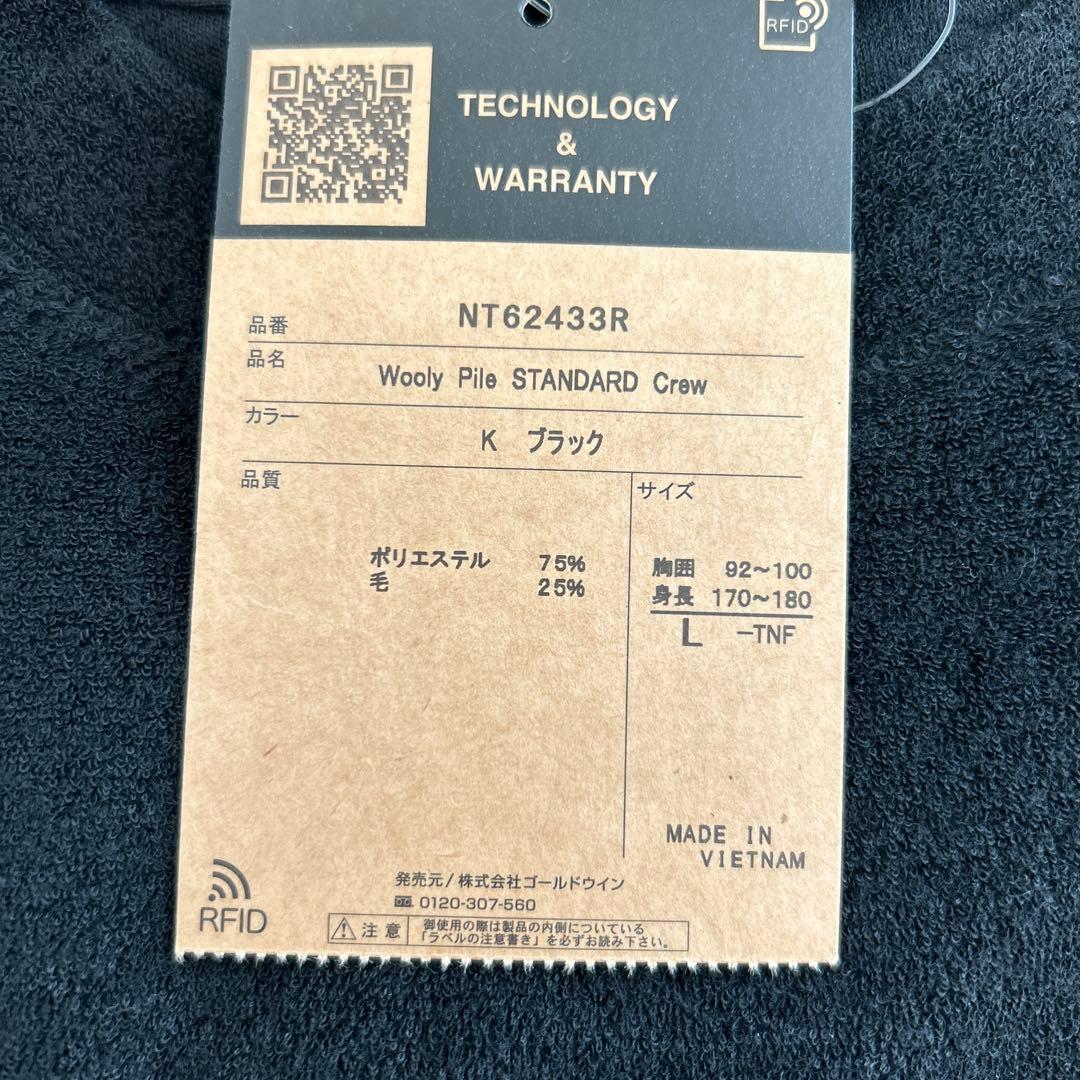 RFID
TECHNOLOGY
&
WARRANTY
品番 NT62433R
品名 Wooly Pile STANDARD Crew
カラー K ブラック
品質
ポリエステル 75%
毛 25%
サイズ
胸囲 92~100
身長 170~180
L -TNF
MADE IN
VIETNAM
RFID
発売元/株式会社ゴールドウイン
0120-307-560
注意
御使用の際は製品の内側についている
「ラベルの注意書き」を必ずお読み下さい。